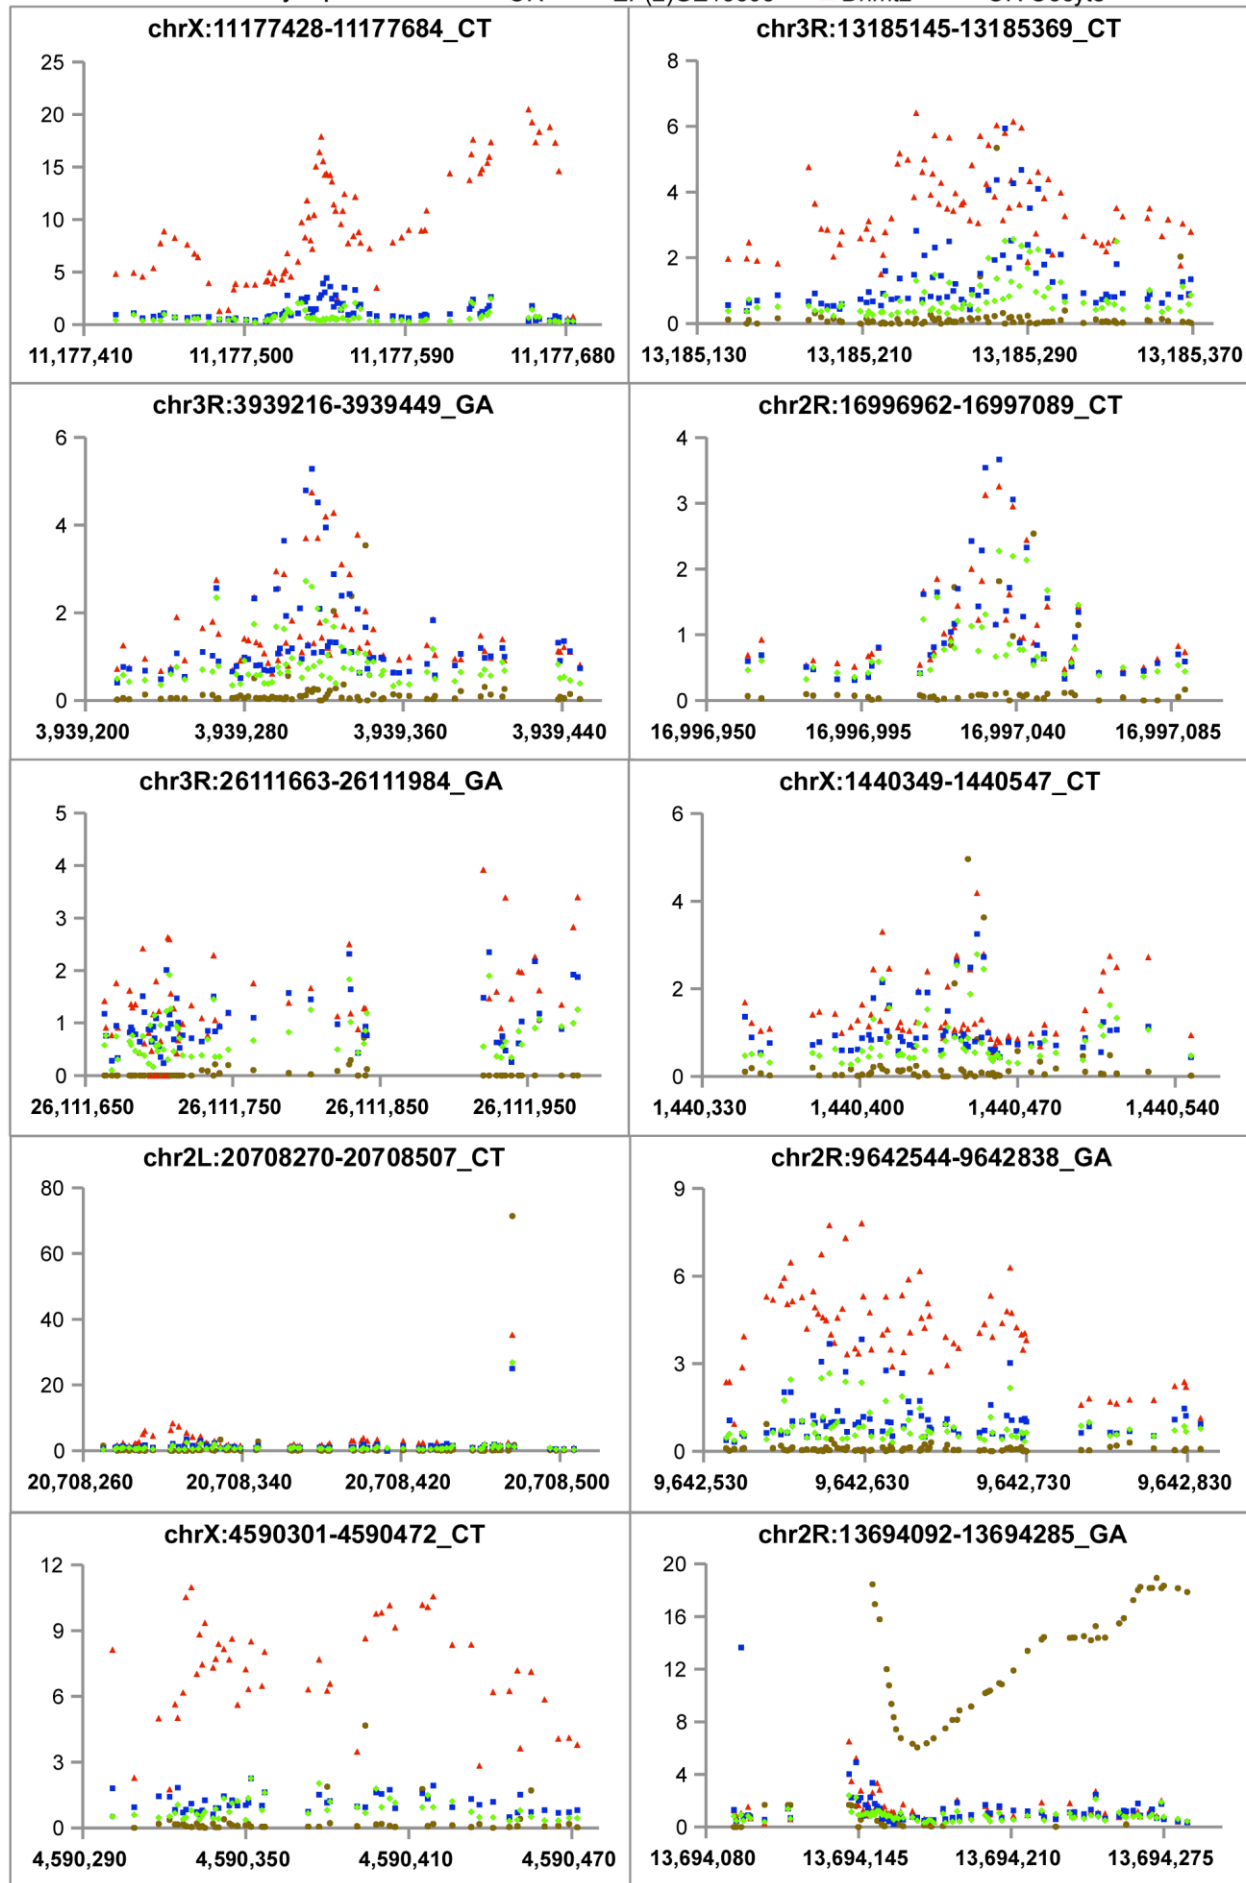 chrX:11177428-11177684_CT
25
20
15
10
5
0
11,177,410 11,177,500 11,177,590 11,177,680
chr3R:13185145-13185369_CT
8
6
4
2
0
13,185,130 13,185,210 13,185,290 13,185,370
chr3R:3939216-3939449_GA
6
4
2
0
3,939,200 3,939,280 3,939,360 3,939,440
chr2R:16996962-16997089_CT
4
3
2
1
0
16,996,950 16,996,995 16,997,040 16,997,085
chr3R:26111663-26111984_GA
5
4
3
2
1
0
26,111,650 26,111,750 26,111,850 26,111,950
chrX:1440349-1440547_CT
6
4
2
0
1,440,330 1,440,400 1,440,470 1,440,540
chr2L:20708270-20708507_CT
80
60
40
20
0
20,708,260 20,708,340 20,708,420 20,708,500
chr2R:9642544-9642838_GA
9
6
3
0
9,642,530 9,642,630 9,642,730 9,642,830
chrX:4590301-4590472_CT
12
9
6
3
0
4,590,290 4,590,350 4,590,410 4,590,470
chr2R:13694092-13694285_GA
20
16
12
8
4
0
13,694,080 13,694,145 13,694,210 13,694,275